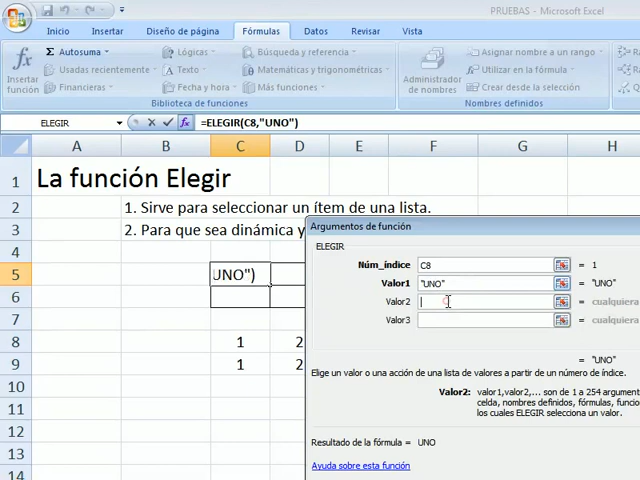 PRUEBAS - Microsoft Excel
Inicio
Insertar
Diseño de página
Fórmulas
Datos
Revisar
Vista
fx
Insertar
función
Σ Autosuma
Usadas recientemente
Financieras
Lógicas
Texto
Fecha y hora
Búsqueda y referencia
Matemáticas y trigonométricas
Más funciones
Biblioteca de funciones
Administrador
de nombres
Asignar nombre a un rango
Utilizar en la fórmula
Crear desde la selección
Nombres definidos
ELEGIR
fx
=ELEGIR(C8,"UNO")
A B C D E F G H
1 La función Elegir
2 1. Sirve para seleccionar un ítem de una lista.
3 2. Para que sea dinámica y
4
5 UNO")
6
7
8 1 2
9 1 2
10
11
12
13
14
Argumentos de función
ELEGIR
Núm_índice C8 = 1
Valor1 "UNO" = "UNO"
Valor2 = cualquiera
Valor3 = cualquiera
= "UNO"
Elige un valor o una acción de una lista de valores a partir de un número de índice.
Valor2: valor1,valor2,... son de 1 a 254
celda, nombres definidos, fórmulas,
los cuales ELEGIR selecciona un valor.
Resultado de la fórmula = UNO
Ayuda sobre esta función